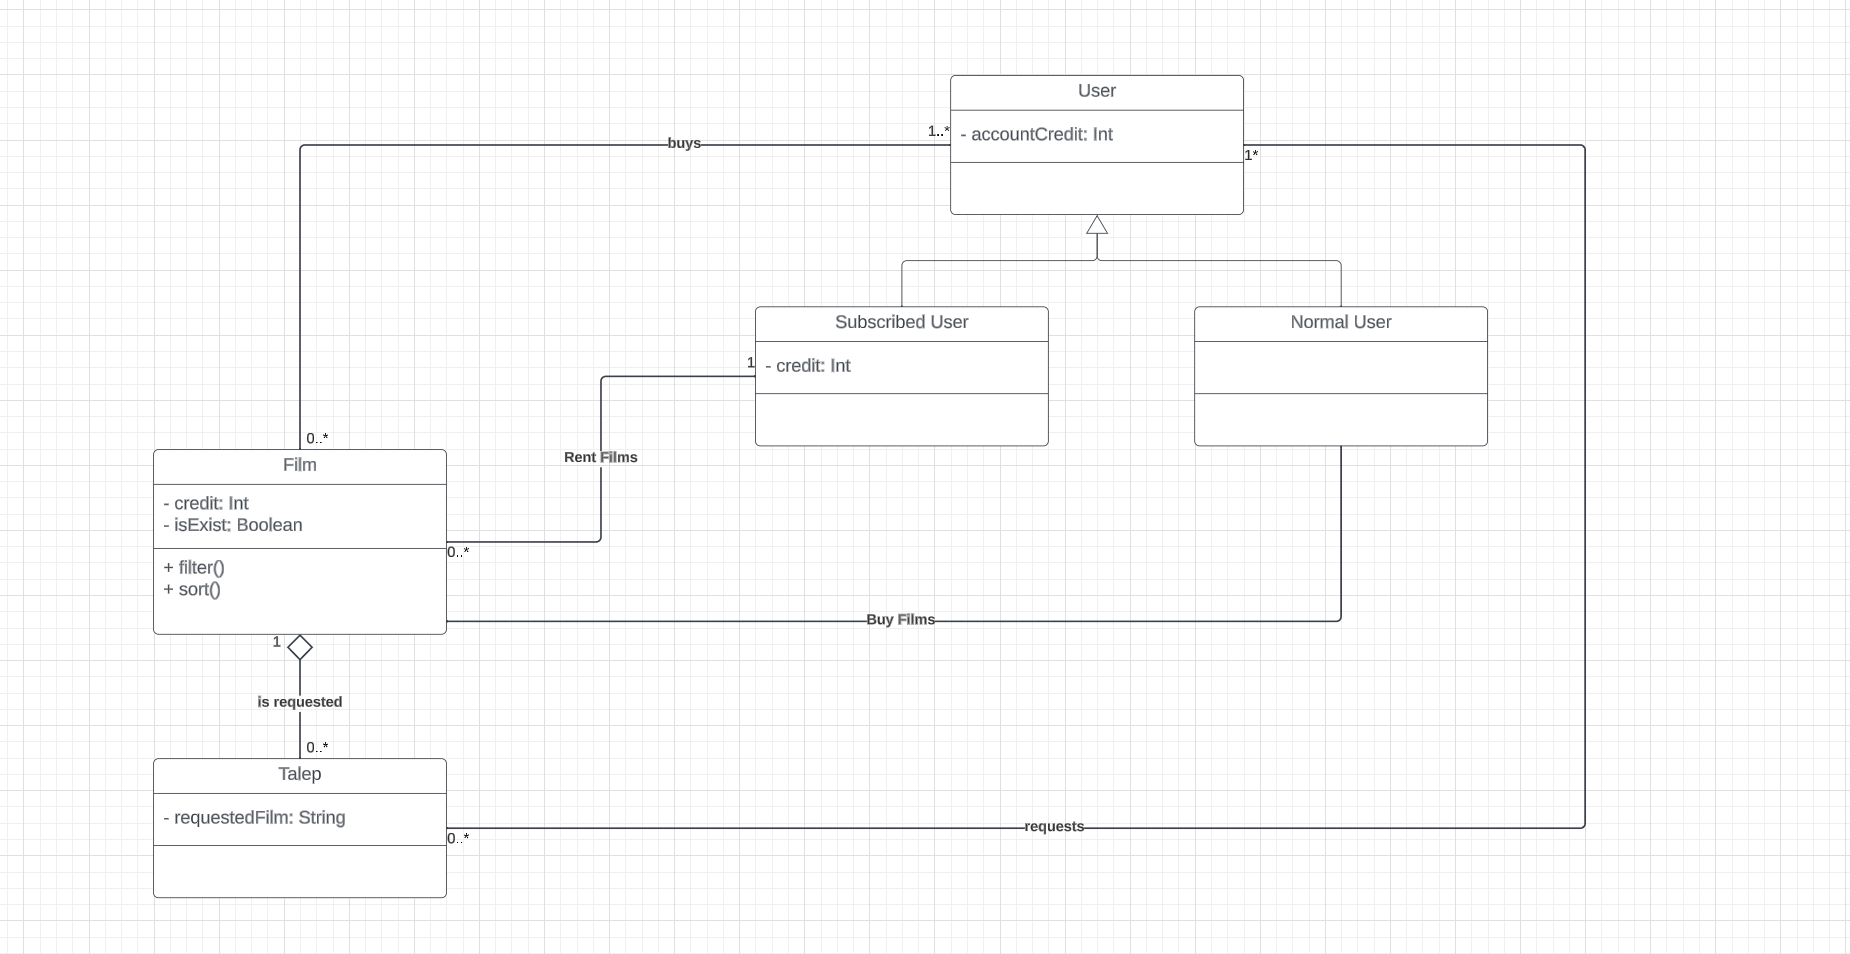 User
1..*
- accountCredit: Int
buys
1*
Subscribed User
Normal User
1
- credit: Int
0..*
Rent Films
Film
- credit: Int
- isExist: Boolean
0..*
+ filter()
+ sort()
Buy Films
1
is requested
0..*
Talep
- requestedFilm: String
0..*
requests